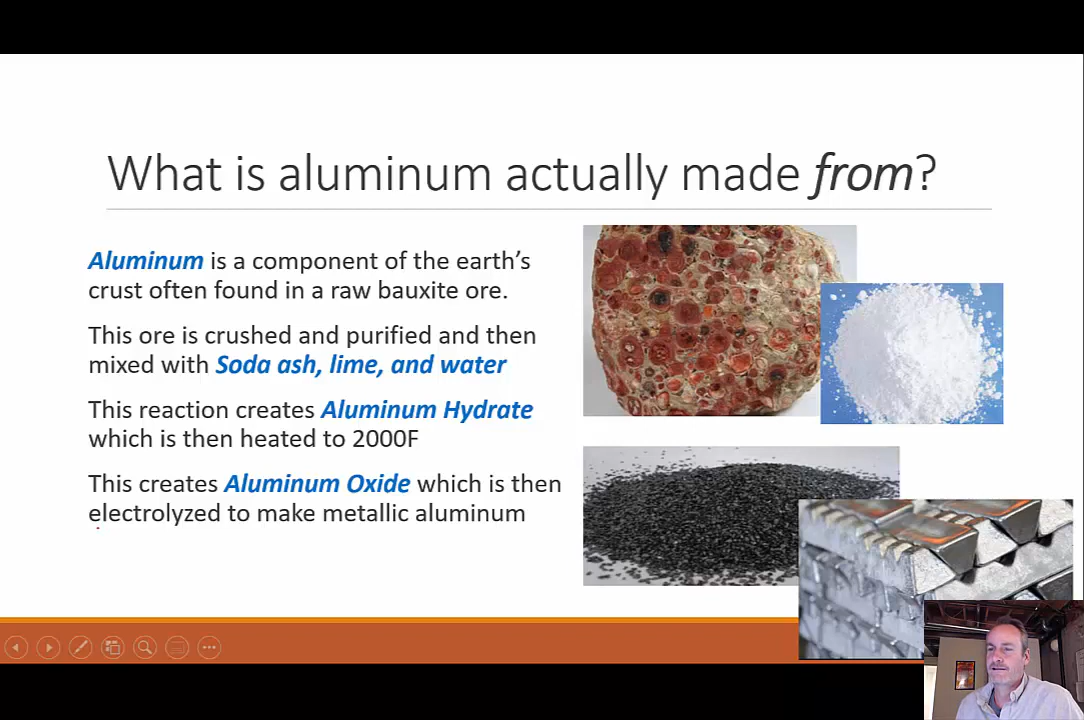 What is aluminum actually made from?
Aluminum is a component of the earth’s
crust often found in a raw bauxite ore.
This ore is crushed and purified and then
mixed with Soda ash, lime, and water
This reaction creates Aluminum Hydrate
which is then heated to 2000F
This creates Aluminum Oxide which is then
electrolyzed to make metallic aluminum